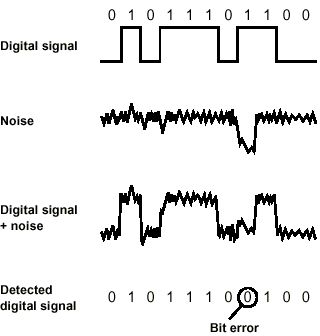 0 1 0 1 1 1 0 1 1 0 0
Digital signal
Noise
Digital signal
+ noise
Detected
digital signal
0 1 0 1 1 1 0 0 1 0 0
Bit error